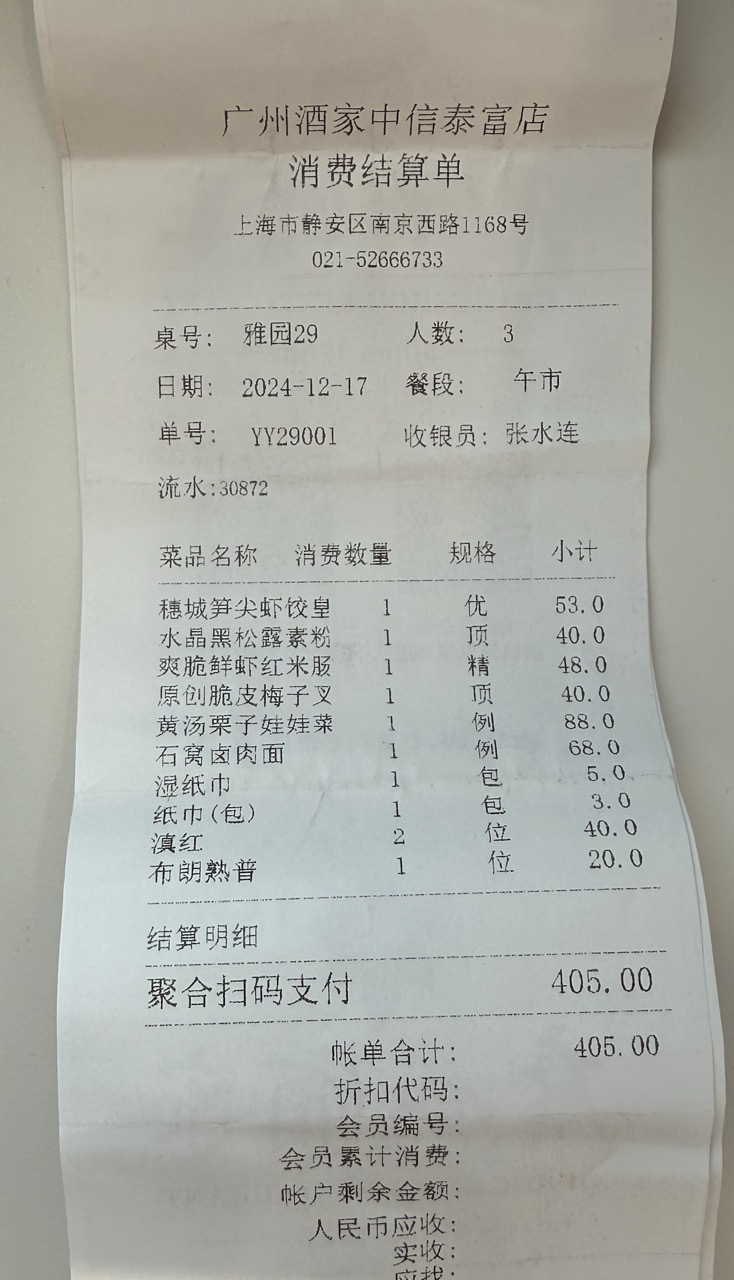 广州酒家中信泰富店
消费结算单
上海市静安区南京西路1168号
021-52666733
桌号: 雅园29 人数: 3
日期: 2024-12-17 餐段: 午市
单号: YY29001 收银员: 张水连
流水:30872
菜品名称 消费数量 规格 小计
穗城笋尖虾饺皇 1 优 53.0
水晶黑松露素粉 1 顶 40.0
爽脆鲜虾红米肠 1 精 48.0
原创脆皮梅子叉 1 顶 40.0
黄汤栗子娃娃菜 1 例 88.0
石窝卤肉面 1 例 68.0
湿纸巾 1 包 5.0
纸巾(包) 1 包 3.0
滇红 2 位 40.0
布朗熟普 1 位 20.0
结算明细
聚合扫码支付 405.00
帐单合计: 405.00
折扣代码:
会员编号:
会员累计消费:
帐户剩余金额:
人民币应收:
实收:
应找: